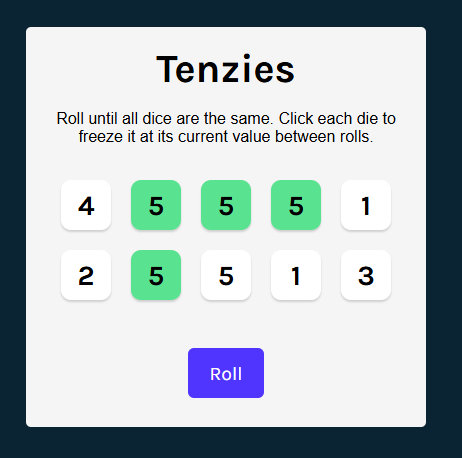 Tenzies
Roll until all dice are the same. Click each die to
freeze it at its current value between rolls.
4 5 5 5 1
2 5 5 1 3
Roll